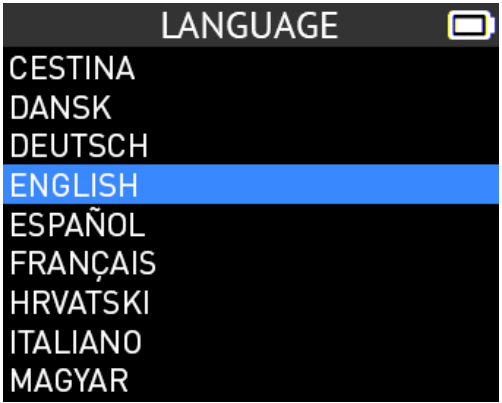 LANGUAGE
CESTINA
DANSK
DEUTSCH
ENGLISH
ESPAÑOL
FRANÇAIS
HRVATSKI
ITALIANO
MAGYAR